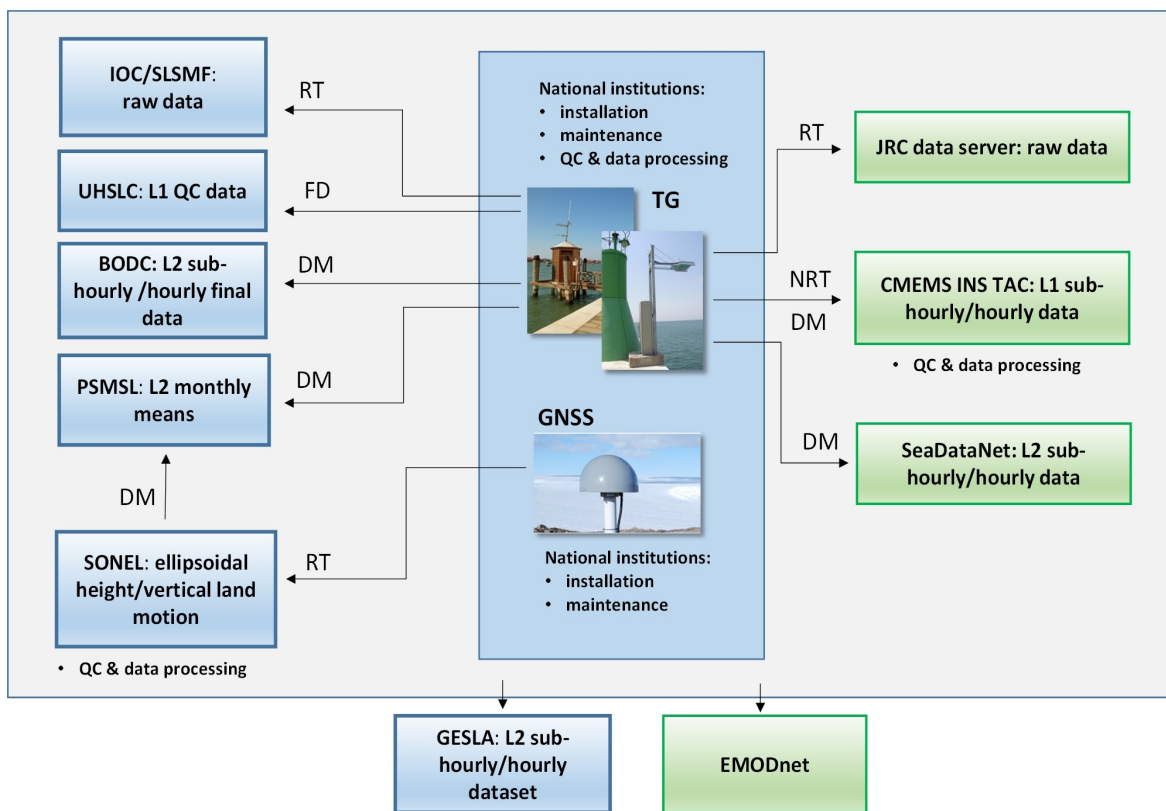 IOC/SLSMF:
raw data
RT
UHSLC: L1 QC data
FD
BODC: L2 sub-
hourly /hourly final
data
DM
PSMSL: L2 monthly
means
DM
DM
SONEL: ellipsoidal
height/vertical land
motion
RT
• QC & data processing
National institutions:
• installation
• maintenance
• QC & data processing
TG
GNSS
National institutions:
• installation
• maintenance
RT
JRC data server: raw data
NRT
DM
CMEMS INS TAC: L1 sub-
hourly/hourly data
• QC & data processing
DM
SeaDataNet: L2 sub-
hourly/hourly data
GESLA: L2 sub-
hourly/hourly
dataset
EMODnet